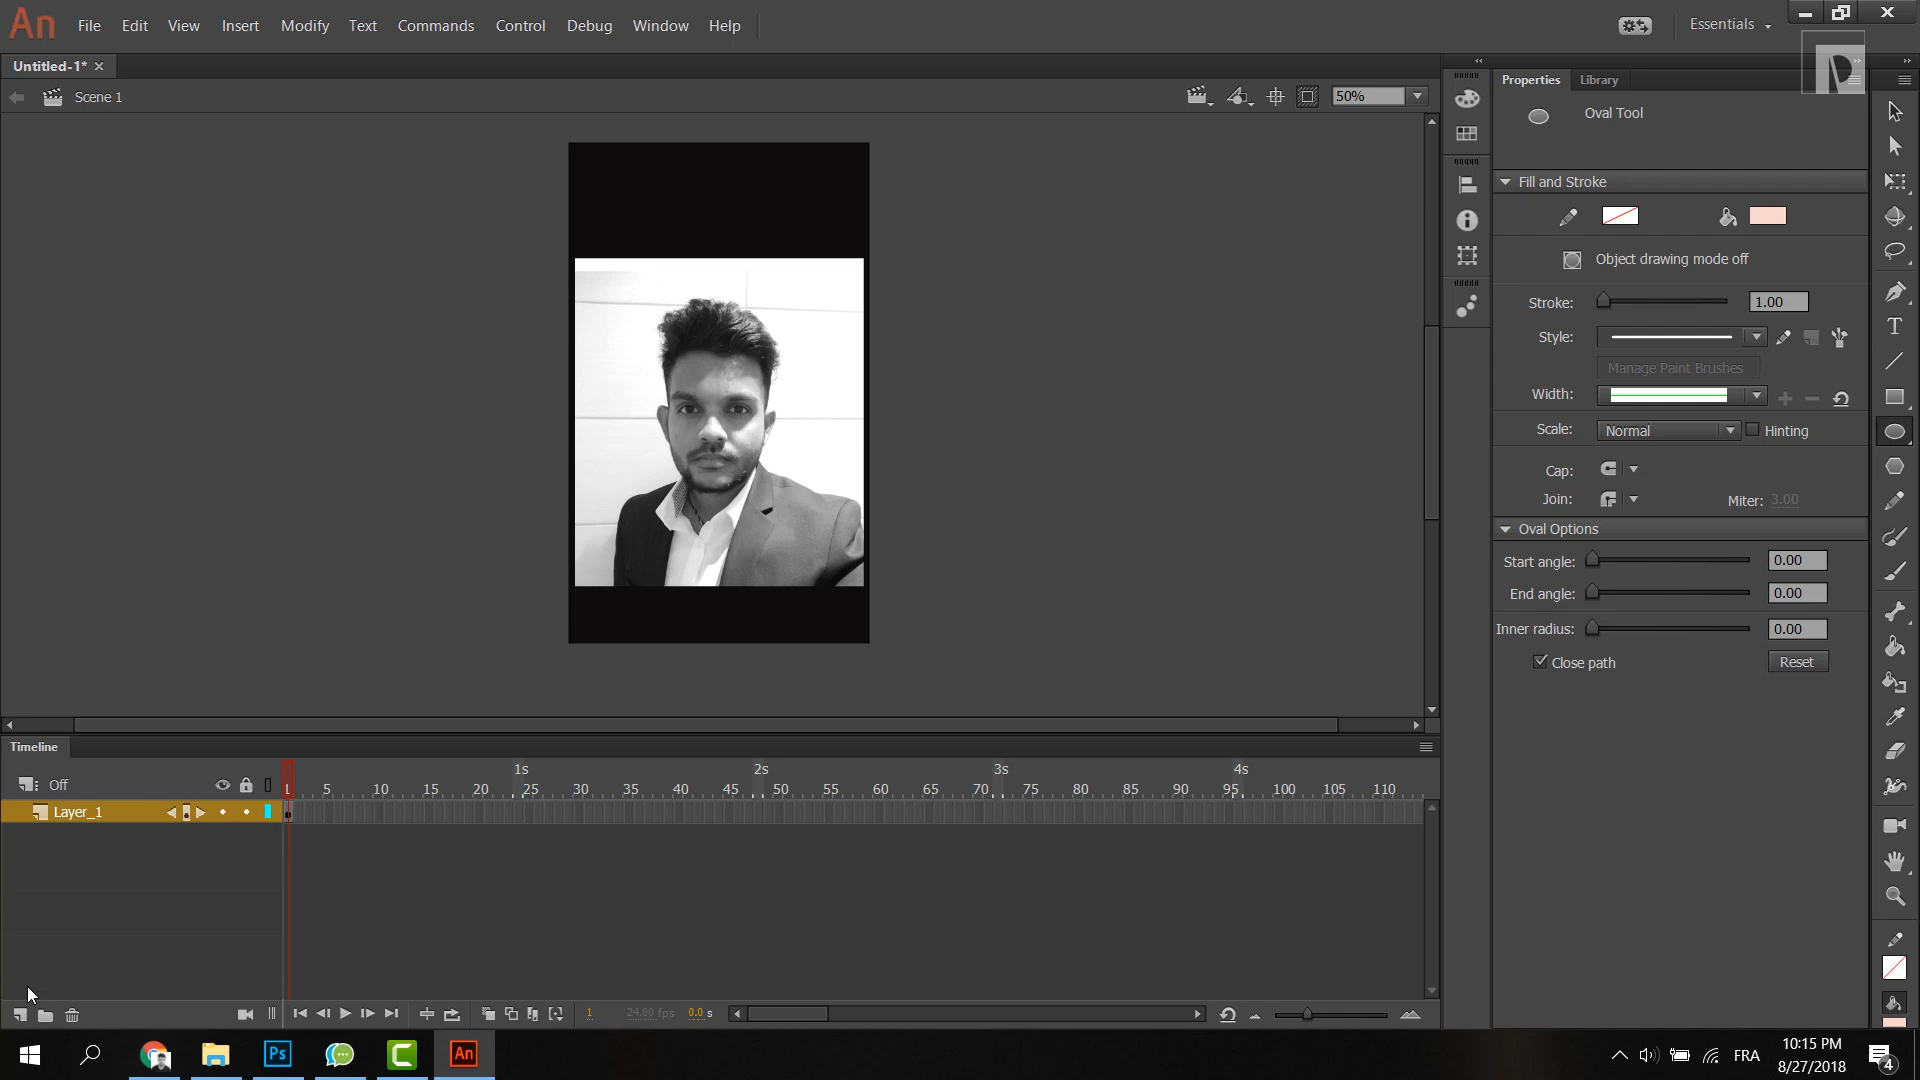 An File Edit View Insert Modify Text Commands Control Debug Window Help Essentials
Untitled-1*
Scene 1
50%
Properties Library
Oval Tool
Fill and Stroke
Object drawing mode off
Stroke: 1.00
Style:
Manage Paint Brushes
Width:
Scale: Normal Hinting
Cap:
Join: Miter: 3.00
Oval Options
Start angle: 0.00
End angle: 0.00
Inner radius: 0.00
Close path Reset
Timeline
1s 2s 3s 4s
Off 1 5 10 15 20 25 30 35 40 45 50 55 60 65 70 75 80 85 90 95 100 105 110
Layer_1
1 24.00 fps 0.0 s
Ps An
FRA
10:15 PM
8/27/2018
4